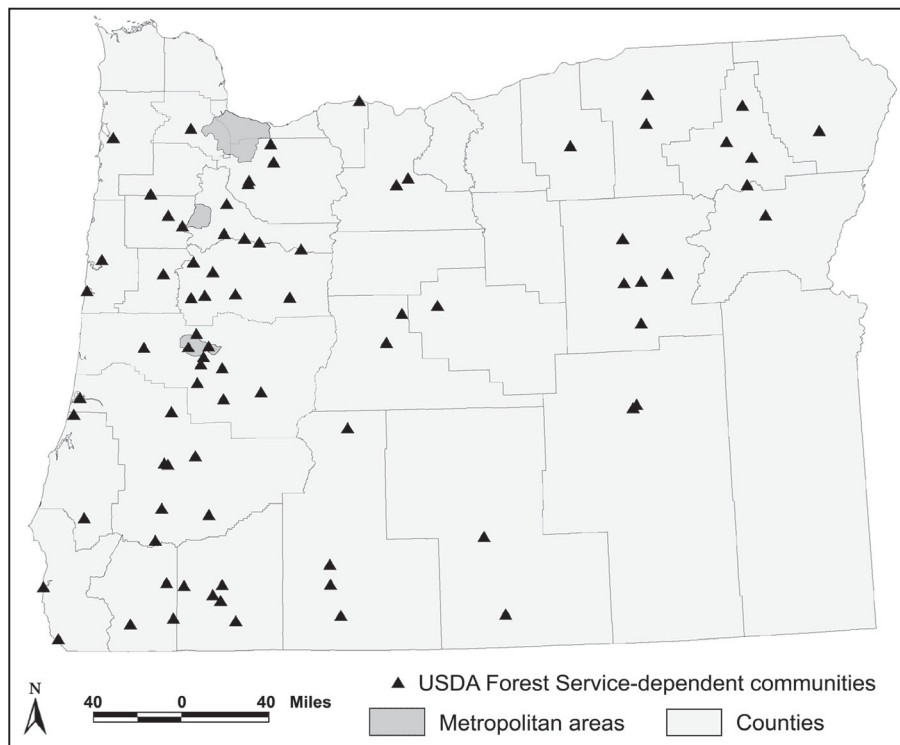 USDA Forest Service-dependent communities
N
40 0 40 Miles
Metropolitan areas Counties